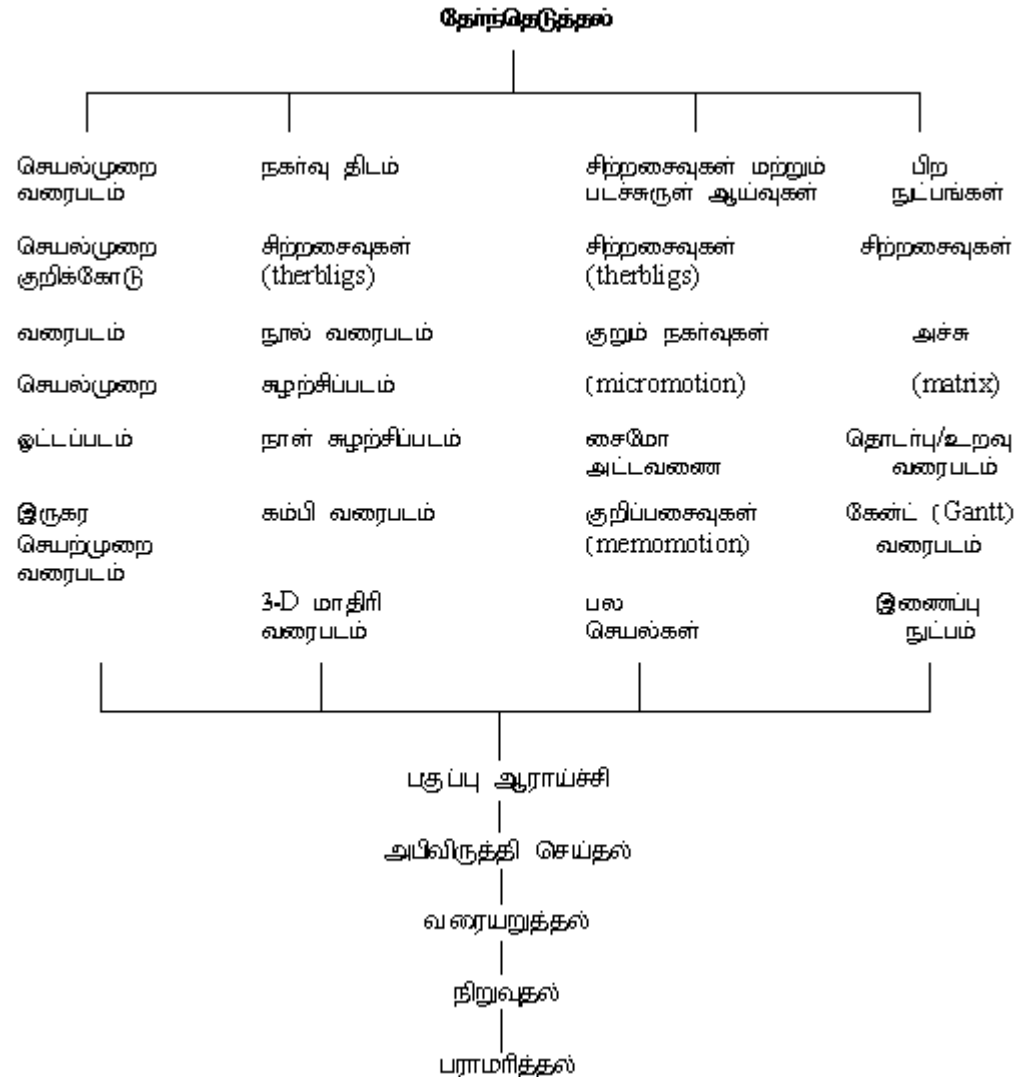 தேர்ந்தெடுத்தல்
செயல்முறை
வரைபடம்
நகர்வு திடம்
சிற்றசைவுகள் மற்றும்
படச்சுருள் ஆய்வுகள்
பிற
நுட்பங்கள்
செயல்முறை
குறிக்கோடு
சிற்றசைவுகள்
(therbligs)
சிற்றசைவுகள்
(therbligs)
சிற்றசைவுகள்
வரைபடம்
நூல் வரைபடம்
குறும் நகர்வுகள்
அச்சு
செயல்முறை
சுழற்சிப்படம்
(micromotion)
(matrix)
ஓட்டப்படம்
நாள் சுழற்சிப்படம்
சைமோ
அட்டவணை
தொடர்பு/உறவு
வரைபடம்
இருகர
செயற்முறை
வரைபடம்
கம்பி வரைபடம்
குறிப்பசைவுகள்
(memomotion)
கேன்ட் (Gantt)
வரைபடம்
3-D மாதிரி
வரைபடம்
பல
செயல்கள்
இணைப்பு
நுட்பம்
பகுப்பு ஆராய்ச்சி
அபிவிருத்தி செய்தல்
வரையறுத்தல்
நிறுவுதல்
பராமரித்தல்